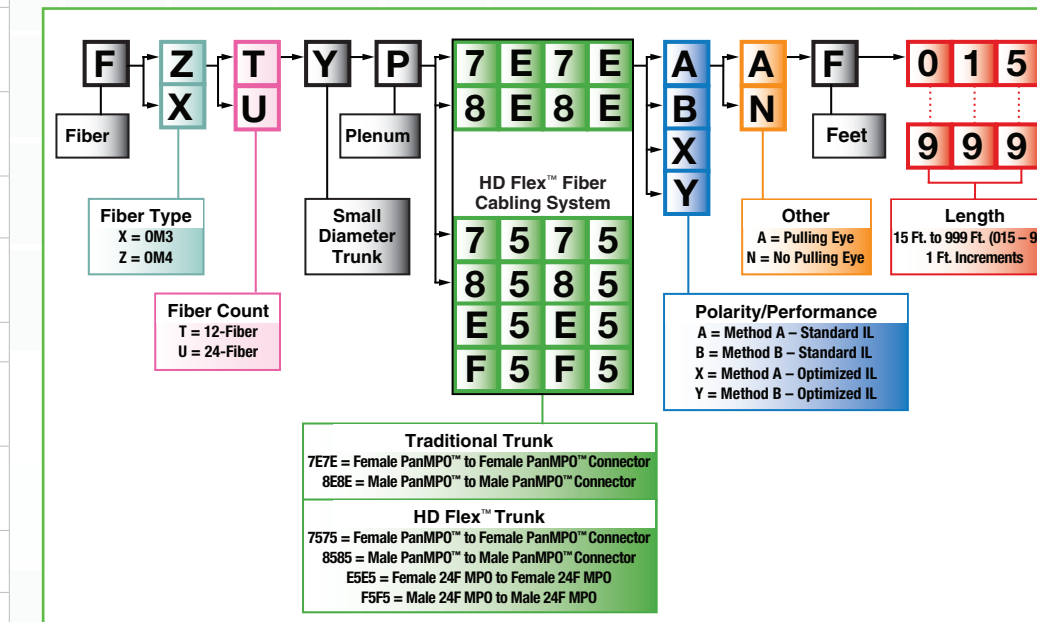 F Z T Y P 7 E 7 E A A F 0 1 5
X U 8 E 8 E B N 9 9 9
X
Y
Fiber
Plenum
Feet
HD Flex™ Fiber
Cabling System
7 5 7 5
8 5 8 5
E 5 E 5
F 5 F 5
Fiber Type
X = OM3
Z = OM4
Small
Diameter
Trunk
Other
A = Pulling Eye
N = No Pulling Eye
Length
15 Ft. to 999 Ft. (015 – 9
1 Ft. Increments
Fiber Count
T = 12-Fiber
U = 24-Fiber
Polarity/Performance
A = Method A – Standard IL
B = Method B – Standard IL
X = Method A – Optimized IL
Y = Method B – Optimized IL
Traditional Trunk
7E7E = Female PanMPO™ to Female PanMPO™ Connector
8E8E = Male PanMPO™ to Male PanMPO™ Connector
HD Flex™ Trunk
7575 = Female PanMPO™ to Female PanMPO™ Connector
8585 = Male PanMPO™ to Male PanMPO™ Connector
E5E5 = Female 24F MPO to Female 24F MPO
F5F5 = Male 24F MPO to Male 24F MPO